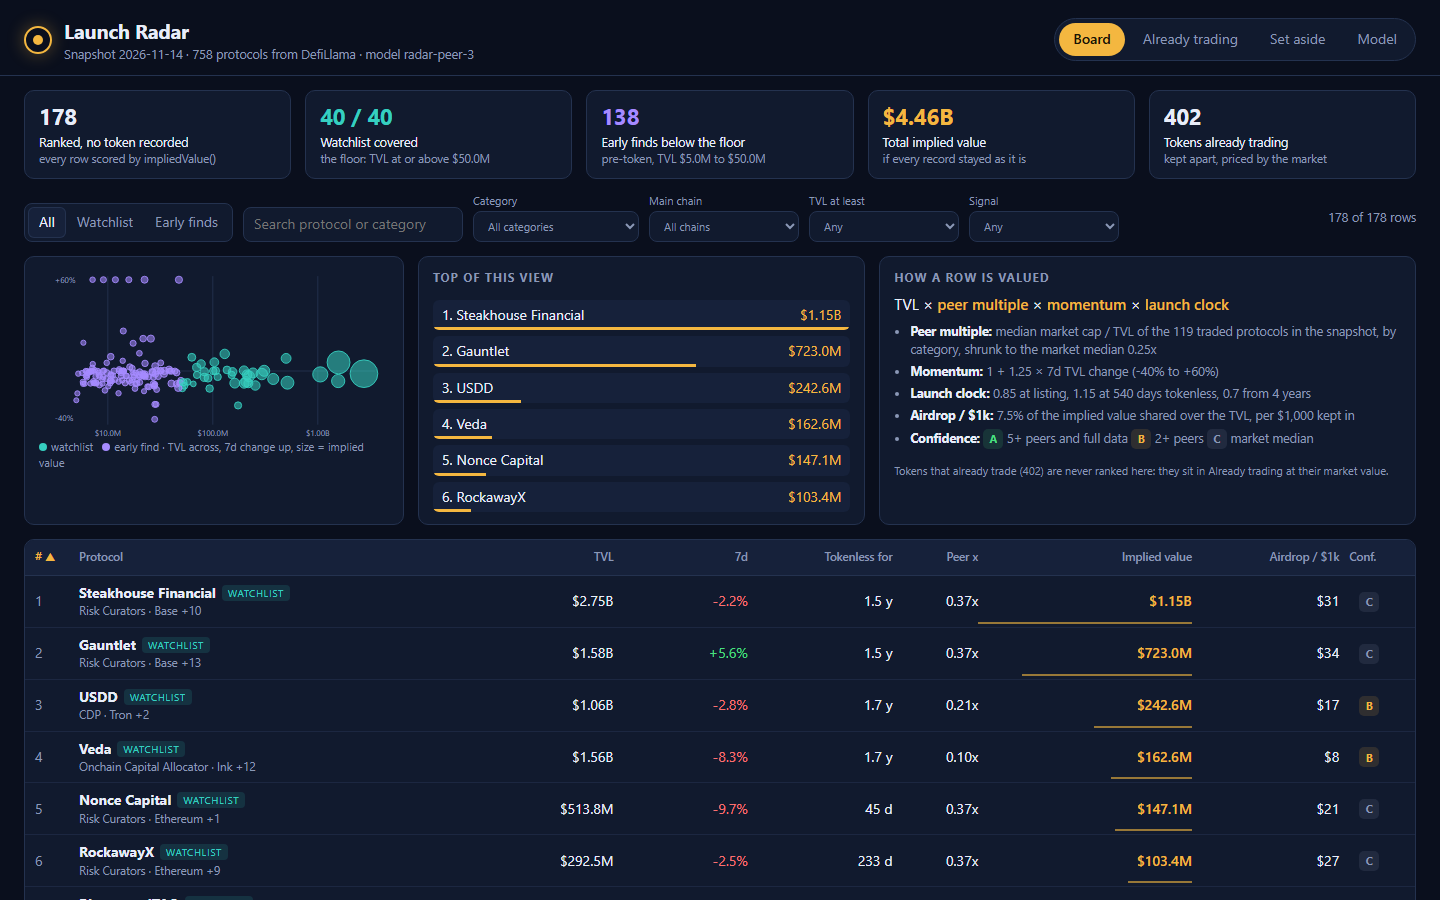 Launch Radar
Snapshot 2026-11-14 · 758 protocols from DefiLlama · model radar-peer-3
Board
Already trading
Set aside
Model
178
Ranked, no token recorded
every row scored by impliedValue()
40 / 40
Watchlist covered
the floor: TVL at or above $50.0M
138
Early finds below the floor
pre-token, TVL $5.0M to $50.0M
$4.46B
Total implied value
if every record stayed as it is
402
Tokens already trading
kept apart, priced by the market
All
Watchlist
Early finds
Search protocol or category
Category
All categories
Main chain
All chains
TVL at least
Any
Signal
Any
178 of 178 rows
+60%
-40%
$10.0M
$100.0M
$1.00B
watchlist early find · TVL across, 7d change up, size = implied
value
TOP OF THIS VIEW
1. Steakhouse Financial $1.15B
2. Gauntlet $723.0M
3. USDD $242.6M
4. Veda $162.6M
5. Nonce Capital $147.1M
6. RockawayX $103.4M
HOW A ROW IS VALUED
TVL × peer multiple × momentum × launch clock
• Peer multiple: median market cap / TVL of the 119 traded protocols in the snapshot, by
category, shrunk to the market median 0.25x
• Momentum: 1 + 1.25 × 7d TVL change (-40% to +60%)
• Launch clock: 0.85 at listing, 1.15 at 540 days tokenless, 0.7 from 4 years
• Airdrop / $1k: 7.5% of the implied value shared over the TVL, per $1,000 kept in
• Confidence: A 5+ peers and full data B 2+ peers C market median
Tokens that already trade (402) are never ranked here: they sit in Already trading at their market value.
# ▲ Protocol TVL 7d Tokenless for Peer x Implied value Airdrop / $1k Conf.
1 Steakhouse Financial WATCHLIST $2.75B -2.2% 1.5 y 0.37x $1.15B $31 C
Risk Curators · Base +10
2 Gauntlet WATCHLIST $1.58B +5.6% 1.5 y 0.37x $723.0M $34 C
Risk Curators · Base +13
3 USDD WATCHLIST $1.06B -2.8% 1.7 y 0.21x $242.6M $17 B
CDP · Tron +2
4 Veda WATCHLIST $1.56B -8.3% 1.7 y 0.10x $162.6M $8 B
Onchain Capital Allocator · Ink +12
5 Nonce Capital WATCHLIST $513.8M -9.7% 45 d 0.37x $147.1M $21 C
Risk Curators · Ethereum +1
6 RockawayX WATCHLIST $292.5M -2.5% 233 d 0.37x $103.4M $27 C
Risk Curators · Ethereum +9